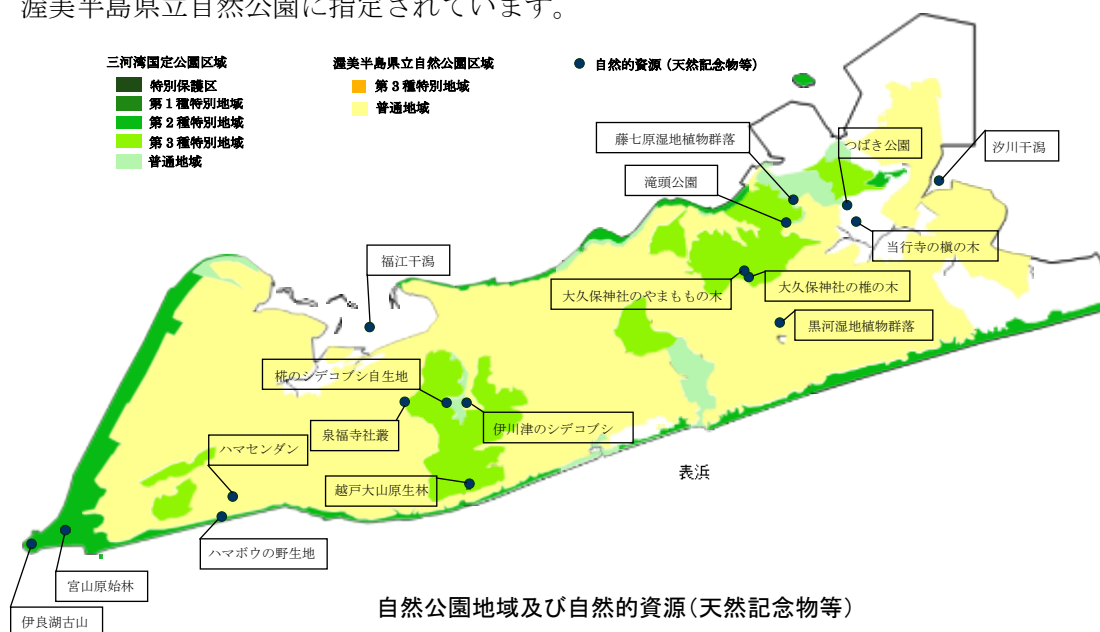 渥美半島県立自然公園に指定されています。
三河湾国定公園区域
特別保護区
第1種特別地域
第2種特別地域
第3種特別地域
普通地域
渥美半島県立自然公園区域
第3種特別地域
普通地域
自然的資源(天然記念物等)
藤七原湿地植物群落
つばき公園
汐川干潟
滝頭公園
当行寺の槇の木
福江干潟
大久保神社のやまももの木
大久保神社の椎の木
黒河湿地植物群落
椛のシデコブシ自生地
泉福寺社叢
伊川津のシデコブシ
ハマセンダン
越戸大山原生林
表浜
ハマボウの野生地
宮山原始林
伊良湖古山
自然公園地域及び自然的資源(天然記念物等)